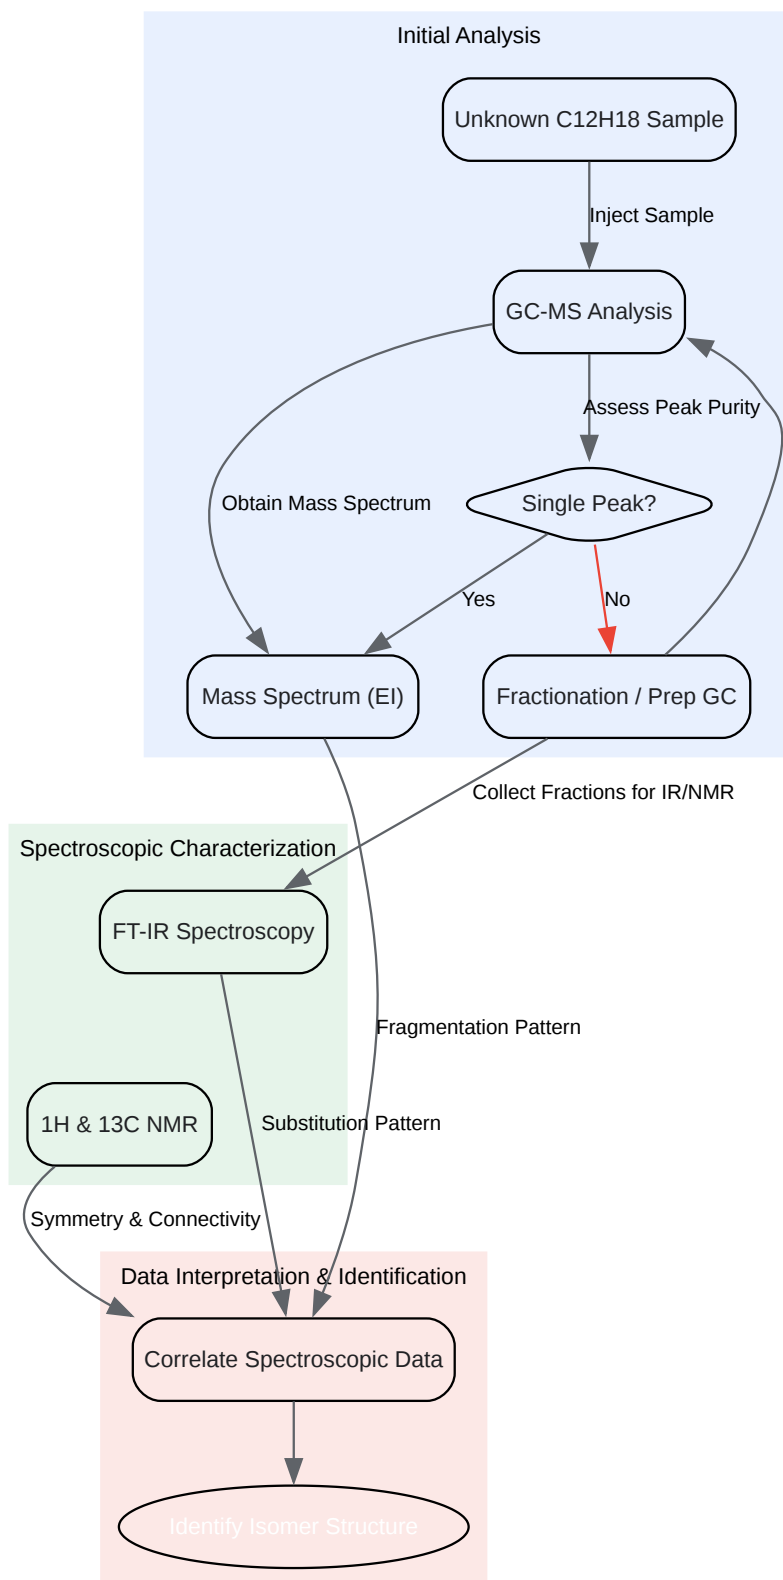 Initial Analysis
Unknown C12H18 Sample
Inject Sample
GC-MS Analysis
Assess Peak Purity
Obtain Mass Spectrum
Single Peak?
Yes
No
Mass Spectrum (EI)
Fractionation / Prep GC
Collect Fractions for IR/NMR
Spectroscopic Characterization
FT-IR Spectroscopy
Fragmentation Pattern
1H & 13C NMR
Substitution Pattern
Symmetry & Connectivity
Data Interpretation & Identification
Correlate Spectroscopic Data
Identify Isomer Structure